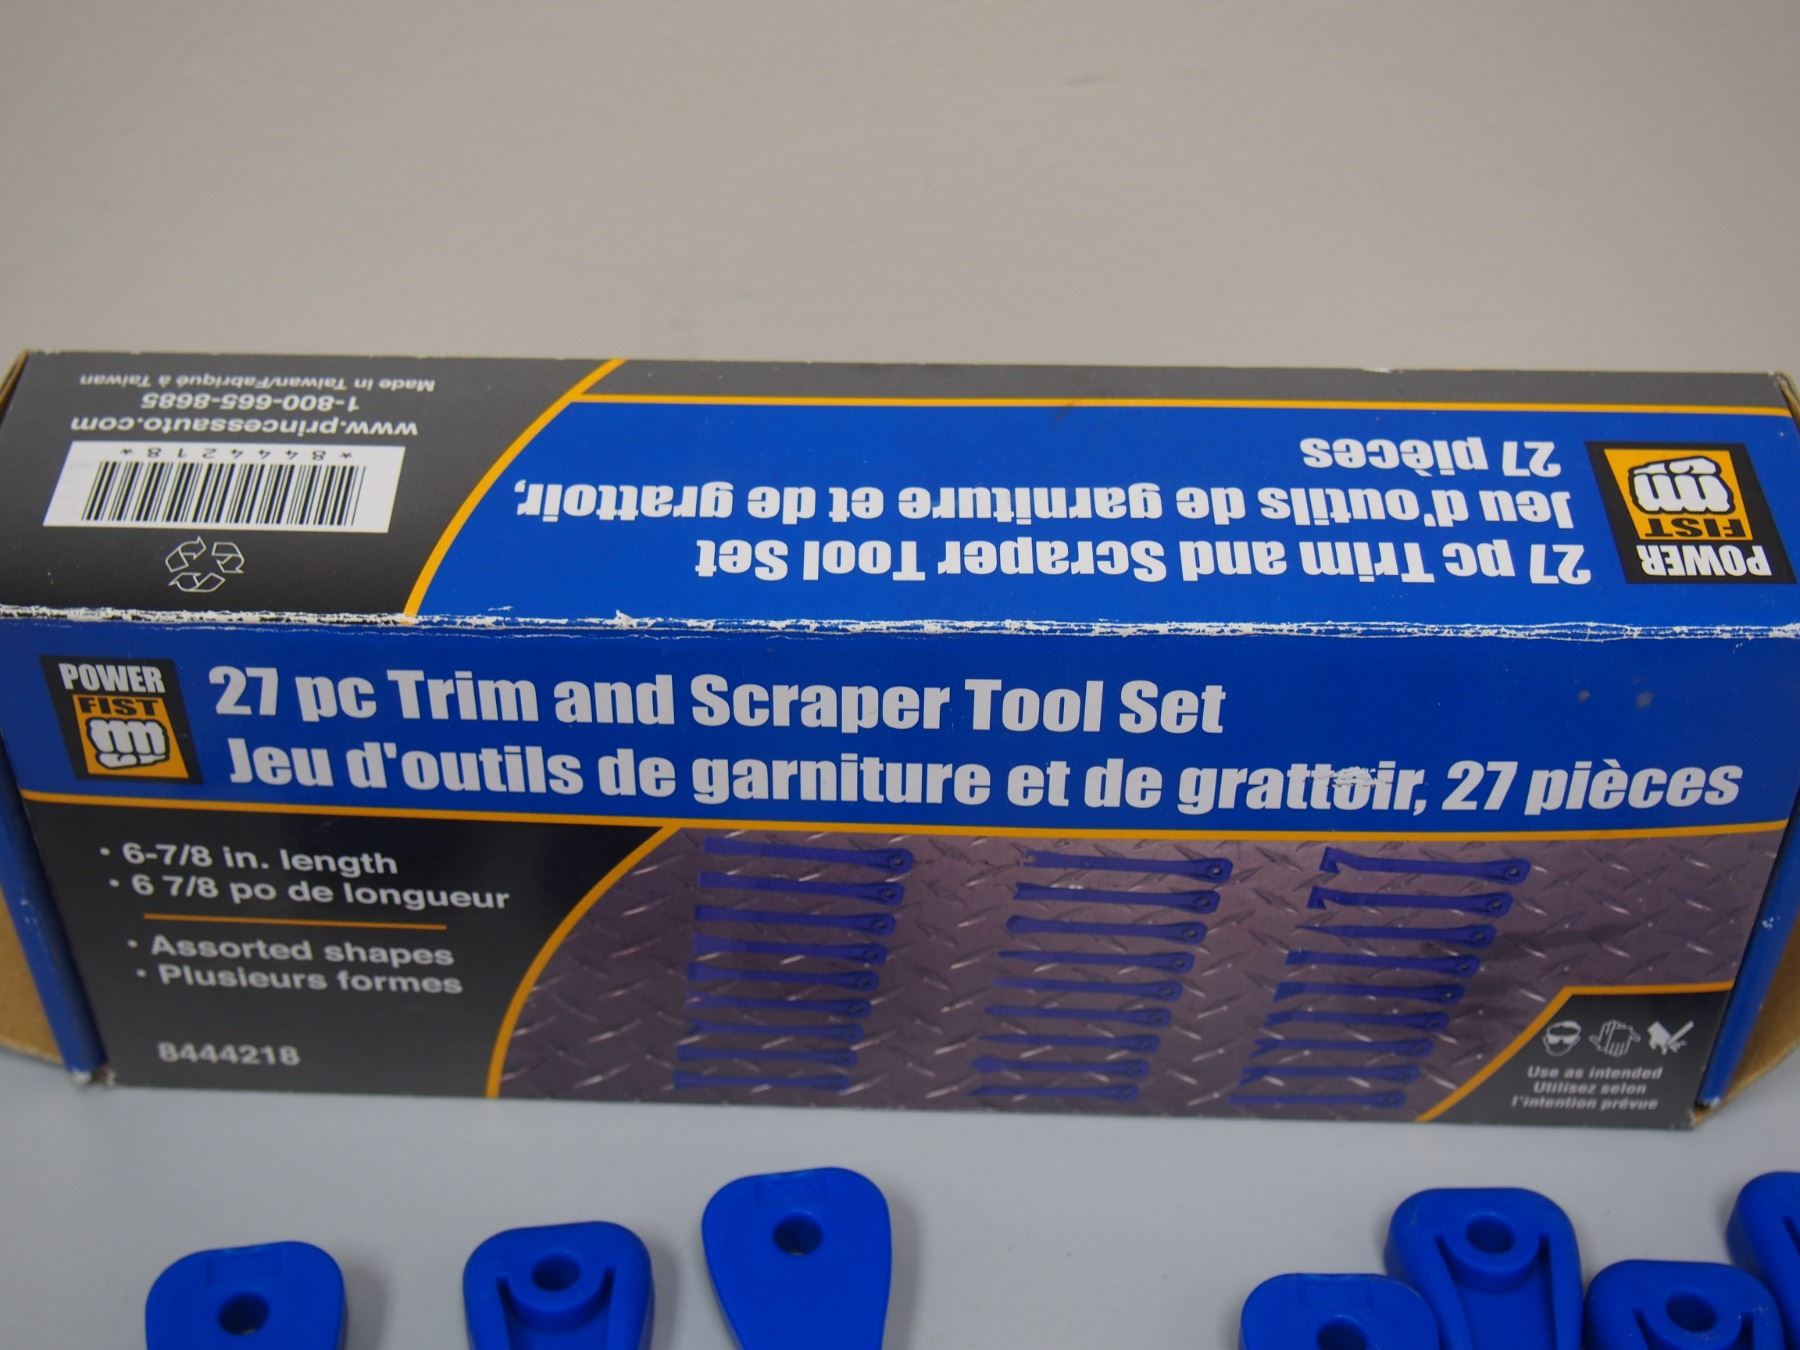 27 pc Trim and Scraper Tool Set
Jeu d'outils de garniture et de grattoir,
27 pièces
POWER
FIST
*8444218*
www.princessauto.com
1-800-665-8685
Made in Taiwan/Fabriqué à Taiwan
POWER
FIST
27 pc Trim and Scraper Tool Set
Jeu d'outils de garniture et de grattoir, 27 pièces
• 6-7/8 in. length
• 6 7/8 po de longueur
• Assorted shapes
• Plusieurs formes
8444218
Use as intended
Utilisez selon
l'intention prévue